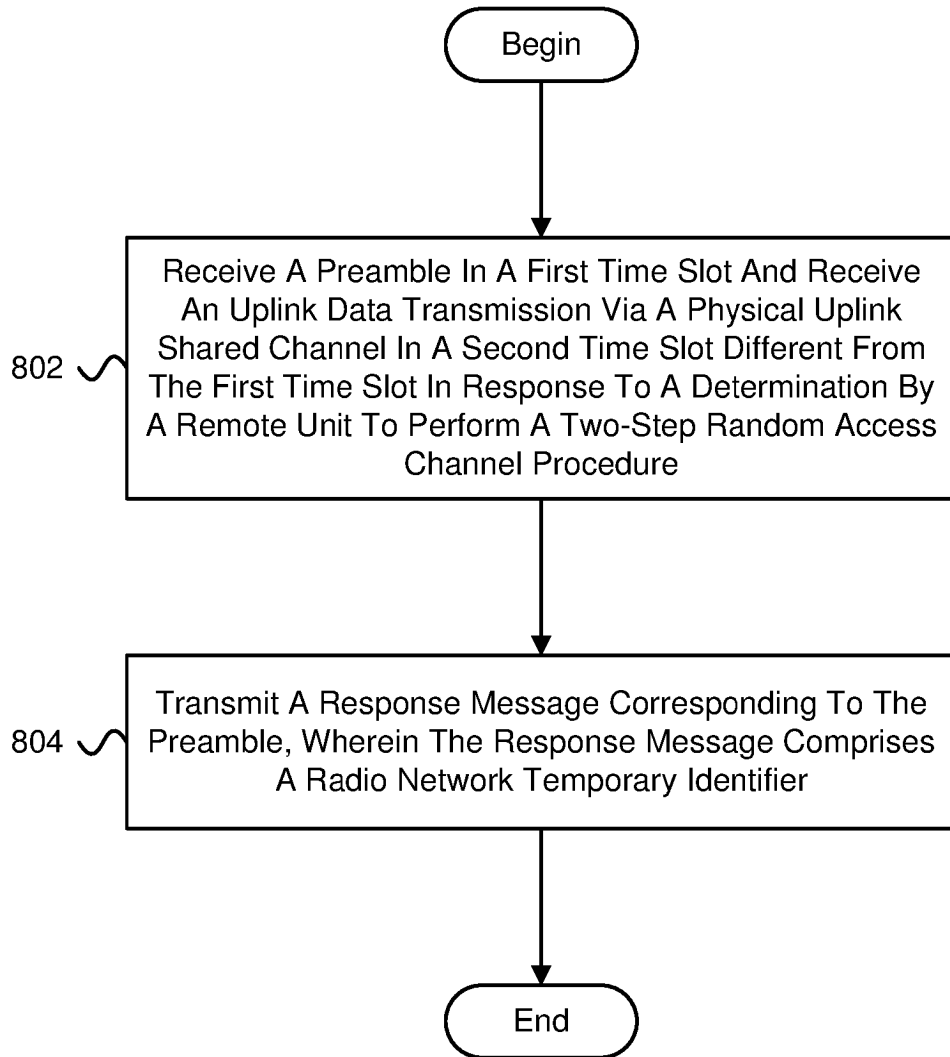 Begin
Receive A Preamble In A First Time Slot And Receive
An Uplink Data Transmission Via A Physical Uplink
Shared Channel In A Second Time Slot Different From
The First Time Slot In Response To A Determination By
A Remote Unit To Perform A Two-Step Random Access
Channel Procedure
802
Transmit A Response Message Corresponding To The
Preamble, Wherein The Response Message Comprises
A Radio Network Temporary Identifier
804
End